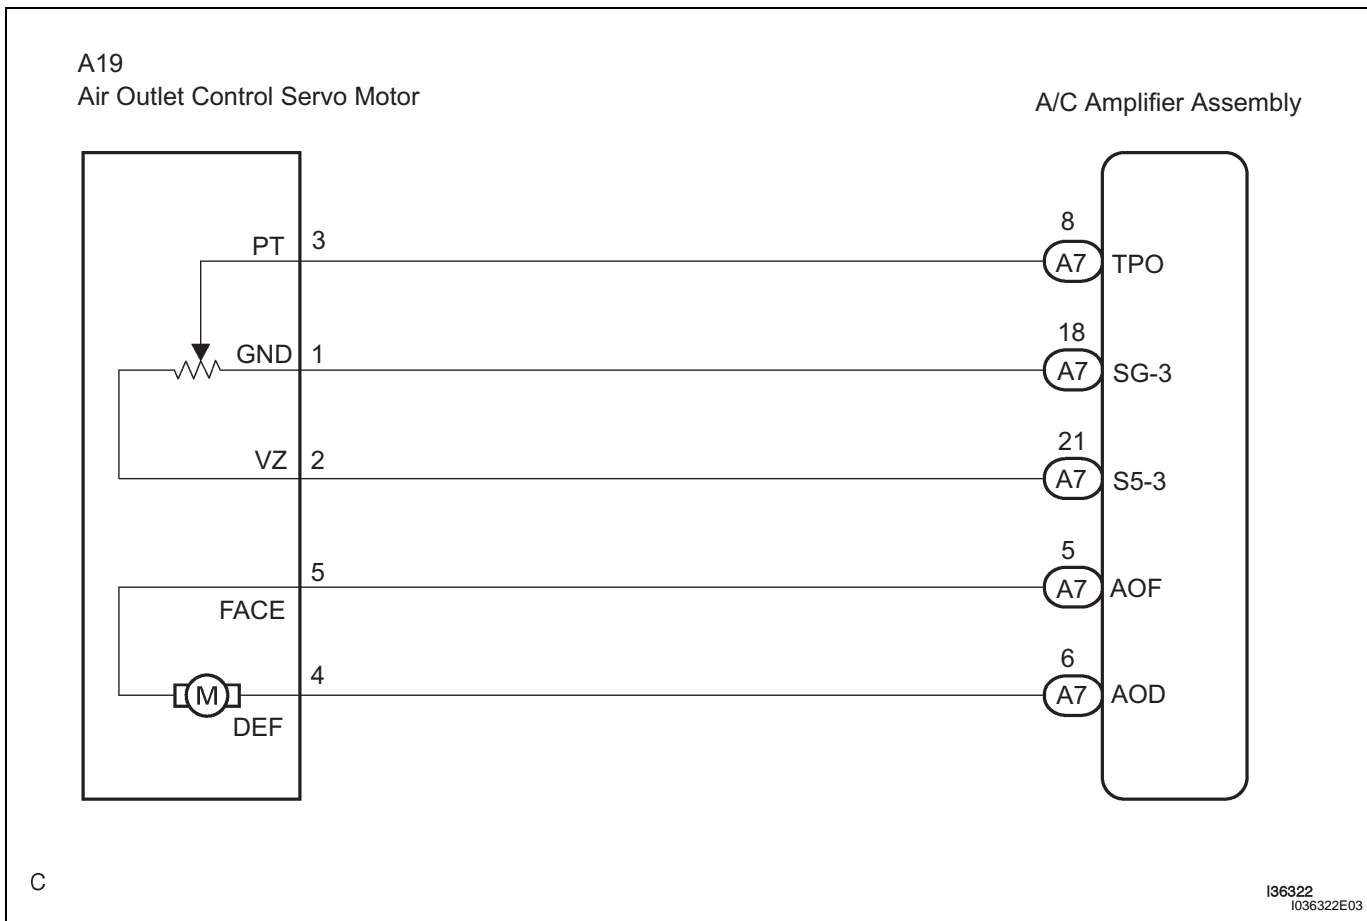 A19
Air Outlet Control Servo Motor
A/C Amplifier Assembly
PT 3
8
A7 TPO
GND 1
18
A7 SG-3
VZ 2
21
A7 S5-3
5
FACE
5
A7 AOF
4
M
DEF
6
A7 AOD
C
I36322
I036322E03